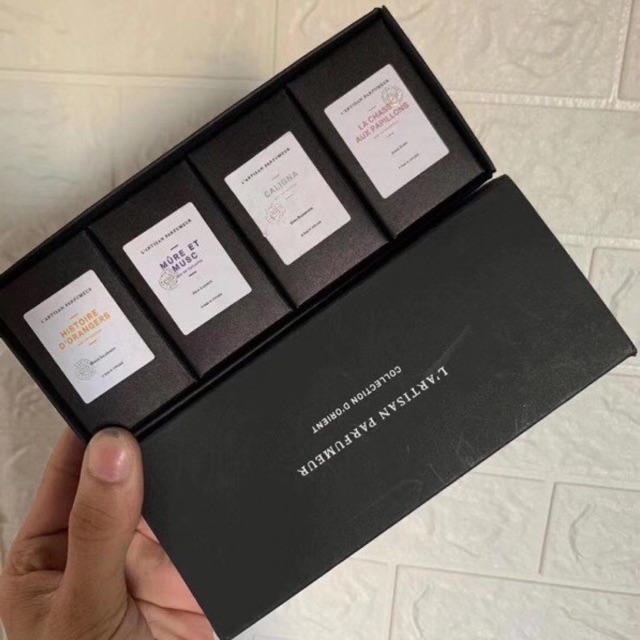 L'ARTISAN PARFUMEUR
HISTOIRE
D'ORANGERS
L'ARTISAN PARFUMEUR
MÛRE ET
MUSC
L'ARTISAN PARFUMEUR
CALIGNA
L'ARTISAN PARFUMEUR
LA CHASSE
AUX PAPILLONS
L'ARTISAN PARFUMEUR
COLLECTION D'ORIENT